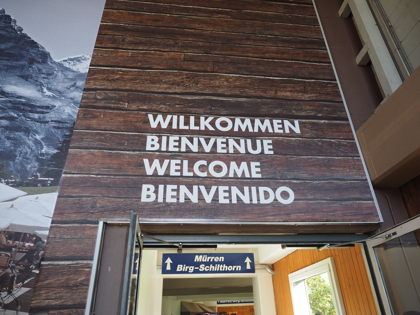 WILLKOMMEN
BIENVENUE
WELCOME
BIENVENIDO
↑ Mürren ↑
Birg-Schilthorn